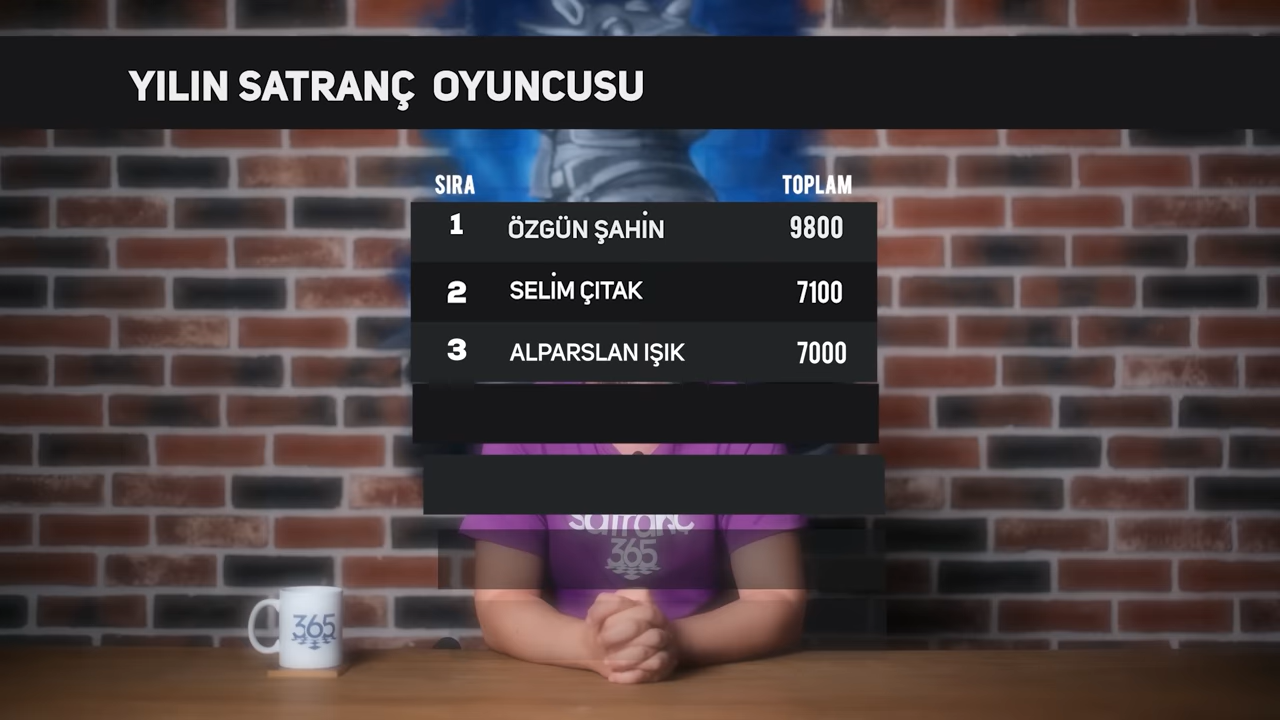 YILIN SATRANÇ OYUNCUSU
SIRA TOPLAM
1 ÖZGÜN ŞAHİN 9800
2 SELİM ÇITAK 7100
3 ALPARSLAN IŞIK 7000
satranç
365
365